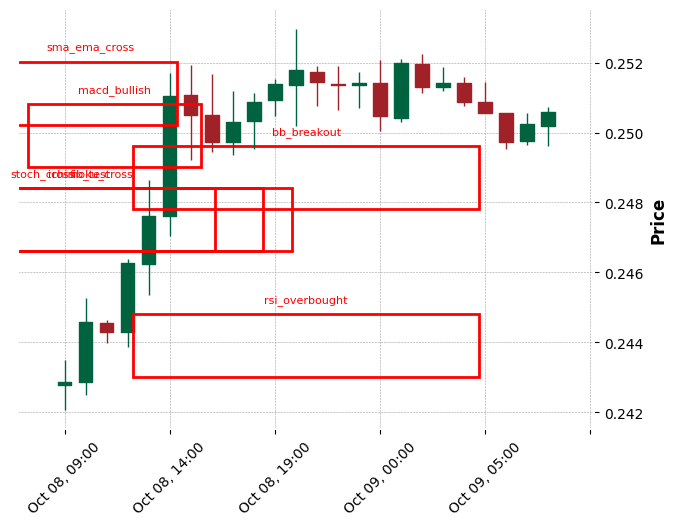 sma_ema_cross
0.252
macd_bullish
bb_breakout
0.250
stoch_cross
0.248
Price
0.246
rsi_overbought
0.244
0.242
Oct 08, 09:00
Oct 08, 14:00
Oct 08, 19:00
Oct 09, 00:00
Oct 09, 05:00